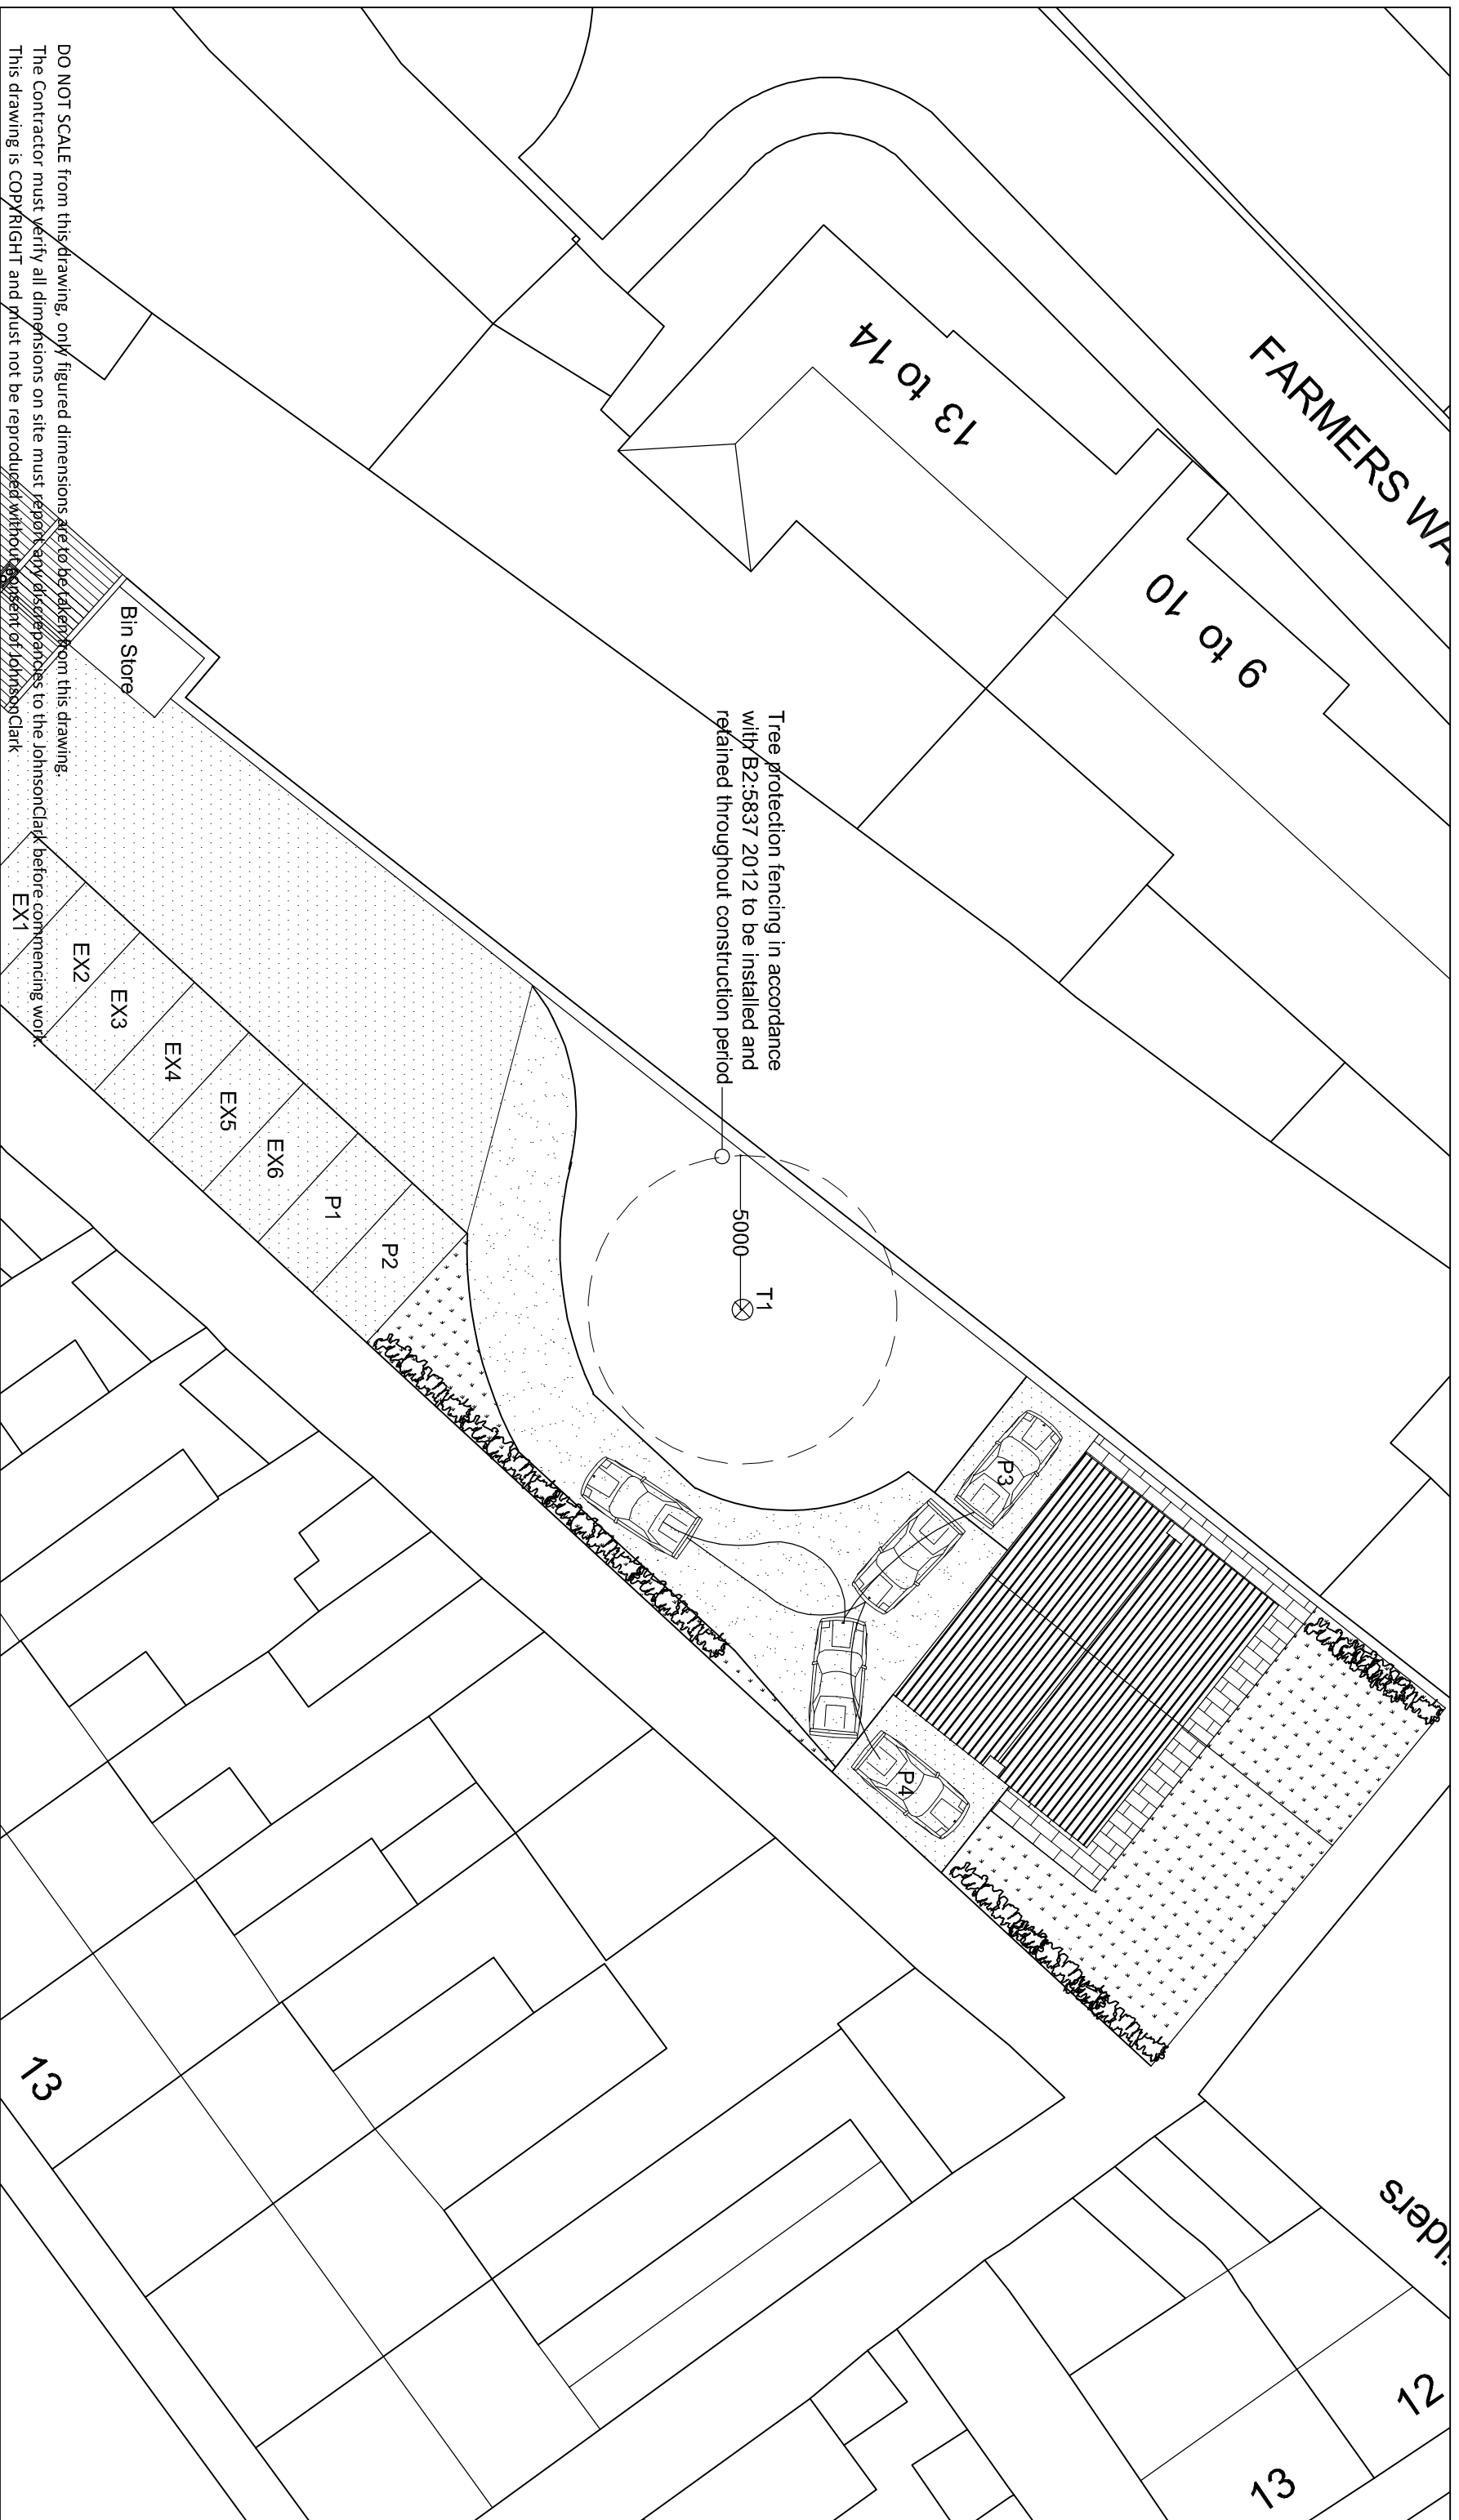 DO NOT SCALE from this drawing, only figured dimensions are to be taken from this drawing.
The Contractor must verify all dimensions on site must report any discrepancies to the JohnsonClark before commencing work.
This drawing is COPYRIGHT and must not be reproduced without consent of JohnsonClark
FARMERS WA
13 to 14
9 to 10
Bin Store
Tree protection fencing in accordance
with B2:5837 2012 to be installed and
retained throughout construction period
5000
T1
EX1
EX2
EX3
EX4
EX5
EX6
P1
P2
P3
P4
13
ilders
12
13